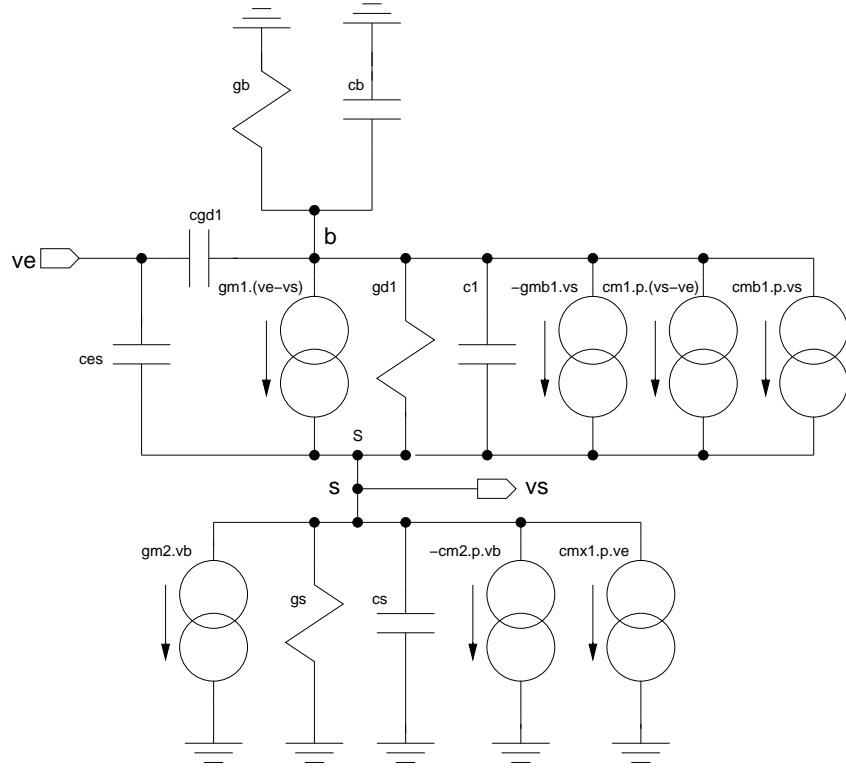 gb
cb
cgd1
b
ve
gm1.(ve−vs)
gd1
c1
−gmb1.vs
cm1.p.(vs−ve)
cmb1.p.vs
ces
S
s
vs
gm2.vb
gs
cs
−cm2.p.vb
cmx1.p.ve